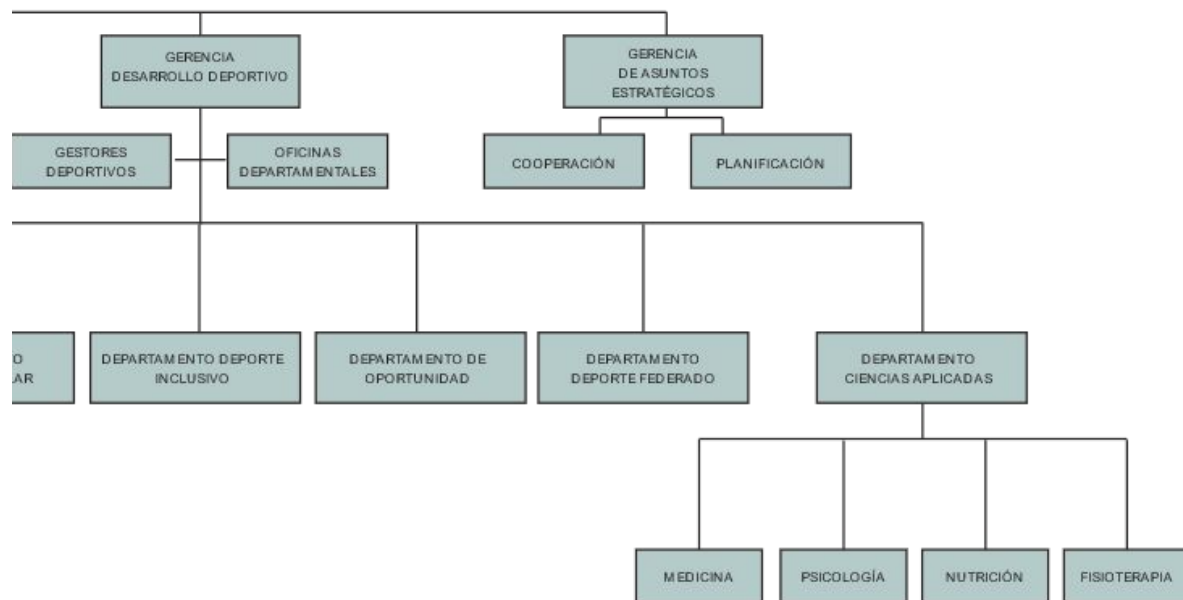 GERENCIA
DESARROLLO DEPORTIVO
GERENCIA
DE ASUNTOS
ESTRATÉGICOS
GESTORES
DEPORTIVOS
OFICINAS
DEPARTAMENTALES
COOPERACIÓN
PLANIFICACIÓN
O
LAR
DEPARTAMENTO DEPORTE
INCLUSIVO
DEPARTAMENTO DE
OPORTUNIDAD
DEPARTAMENTO
DEPORTE FEDERADO
DEPARTAMENTO
CIENCIAS APLICADAS
MEDICINA
PSICOLOGÍA
NUTRICIÓN
FISIOTERAPIA